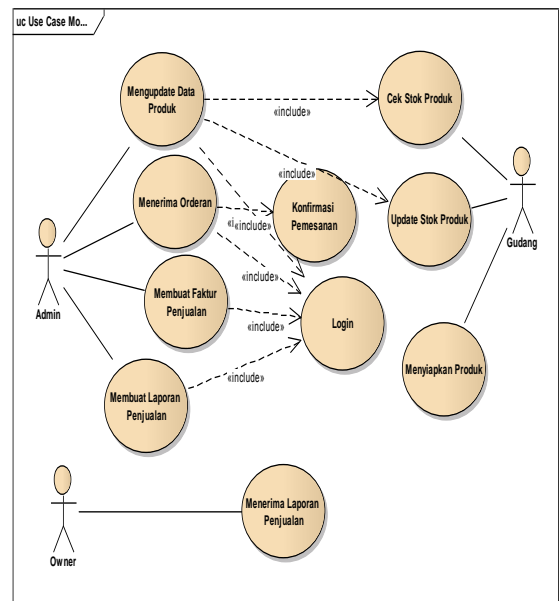 uc Use Case Mo...
Mengupdate Data
Produk
«include»
Cek Stok Produk
«include»
Menerima Orderan
«include»
Konfirmasi
Pemesanan
Update Stok Produk
Gudang
Admin
«include»
Membuat Faktur
Penjualan
«include»
Login
Menyiapkan Produk
«include»
Membuat Laporan
Penjualan
Menerima Laporan
Penjualan
Owner